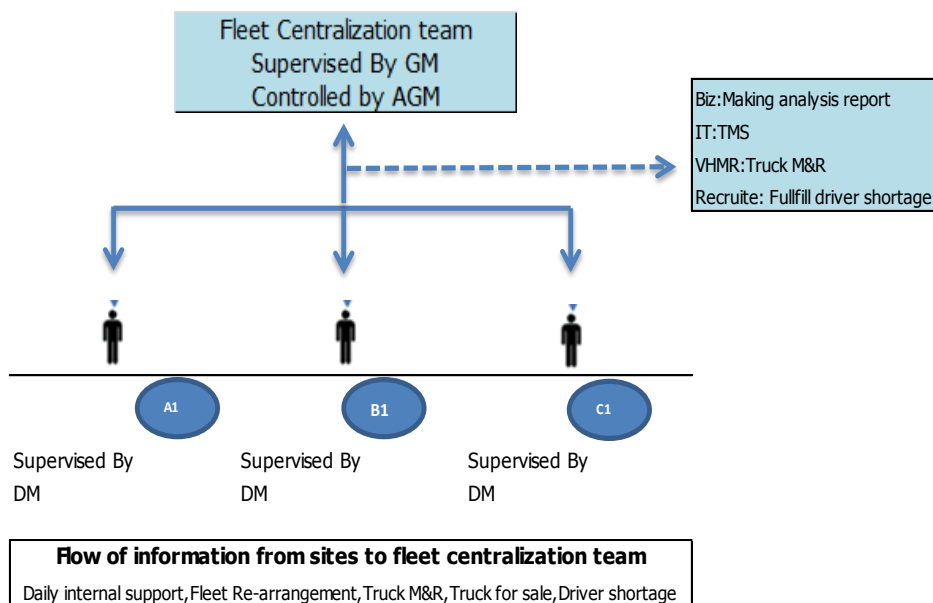 Fleet Centralization team
Supervised By GM
Controlled by AGM
Biz:Making analysis report
IT:TMS
VHMR:Truck M&R
Recruite: Fullfill driver shortage
A1
B1
C1
Supervised By
DM
Supervised By
DM
Supervised By
DM
Flow of information from sites to fleet centralization team
Daily internal support,Fleet Re-arrangement,Truck M&R,Truck for sale,Driver shortage